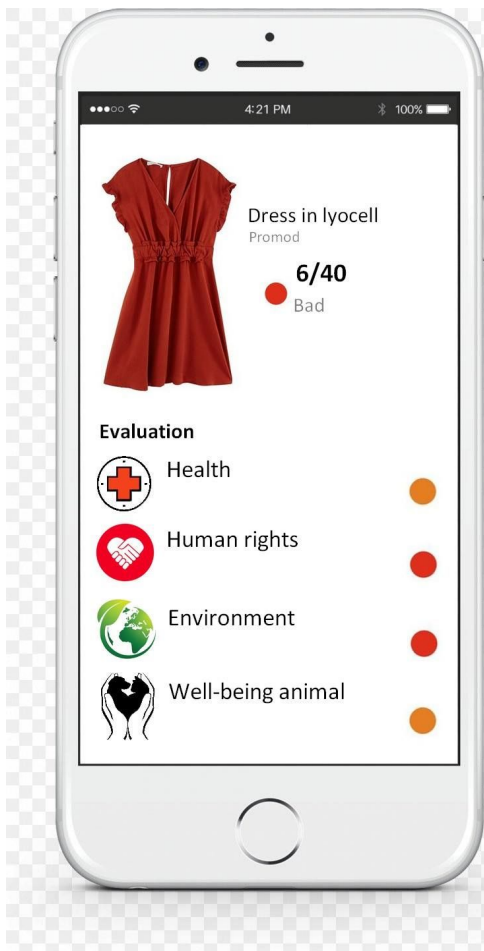 4:21 PM
100%
Dress in lyocell
Promod
6/40
Bad
Evaluation
Health
Human rights
Environment
Well-being animal